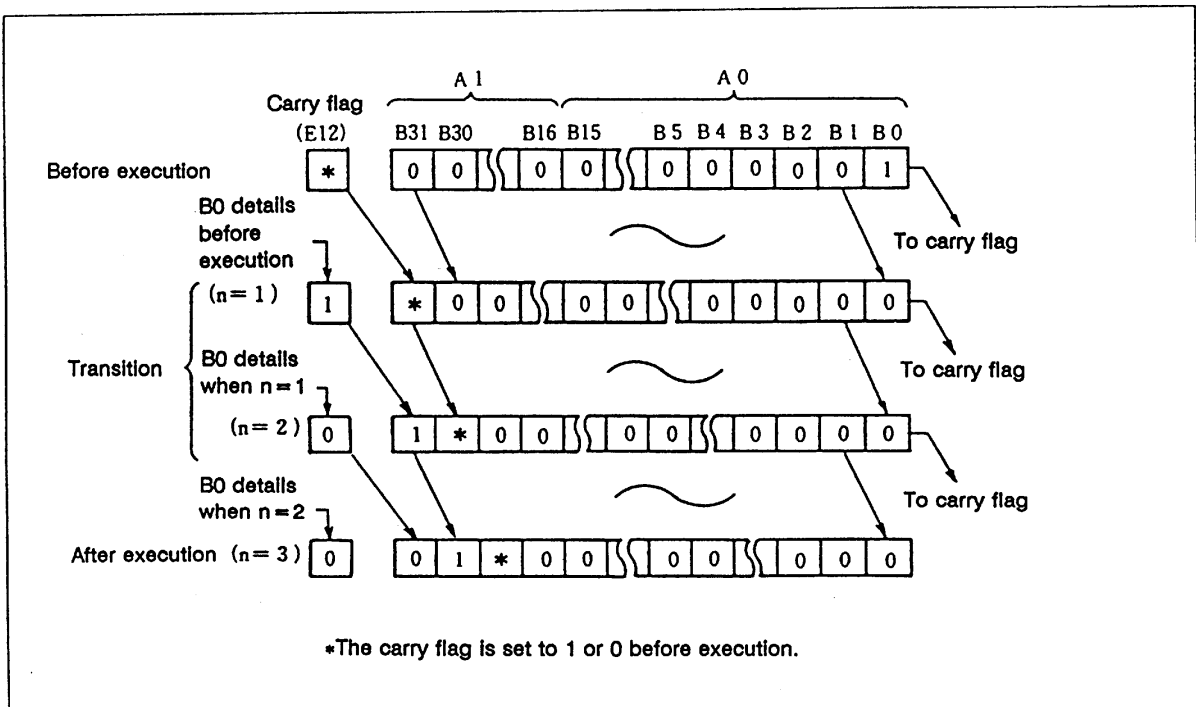 A 1 A 0
Carry flag
(E12) B31 B30 B16 B15 B 5 B 4 B 3 B 2 B 1 B 0
Before execution * 0 0 0 0 0 0 0 0 0 1
To carry flag
B0 details
before
execution
(n= 1 ) 1 * 0 0 0 0 0 0 0 0 0
To carry flag
Transition
B0 details
when n=1
(n= 2 ) 0 1 * 0 0 0 0 0 0 0 0
To carry flag
B0 details
when n=2
After execution (n= 3 ) 0 0 1 * 0 0 0 0 0 0 0
*The carry flag is set to 1 or 0 before execution.